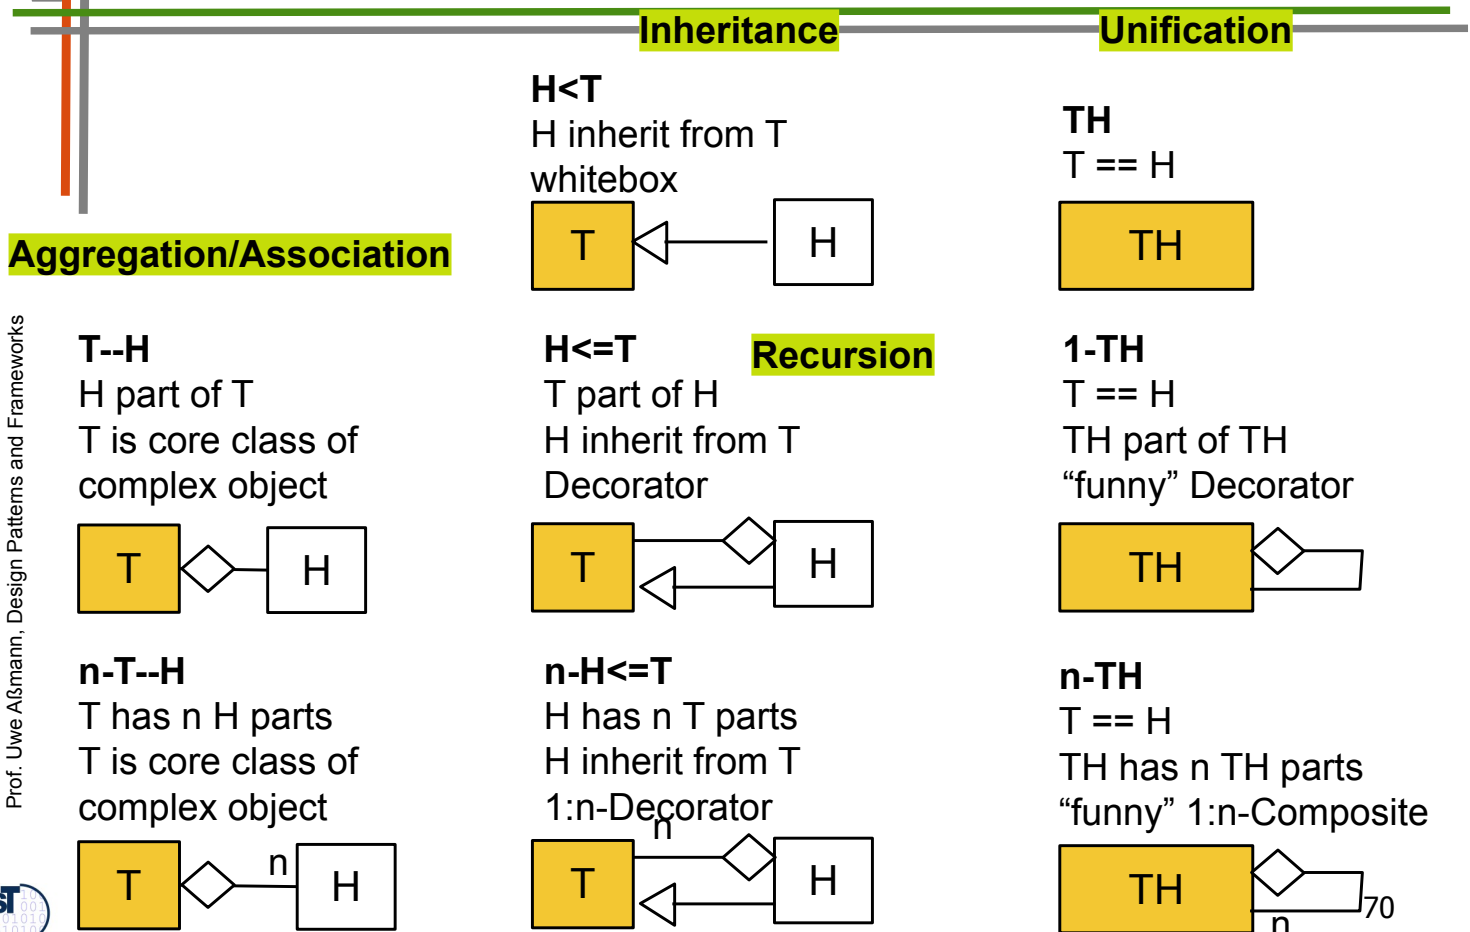 Inheritance
Unification
H<T
H inherit from T
whitebox
T
H
TH
T == H
TH
Aggregation/Association
T--H
H part of T
T is core class of
complex object
T
H
H<=T
Recursion
T part of H
H inherit from T
Decorator
T
H
1-TH
T == H
TH part of TH
“funny” Decorator
TH
n-T--H
T has n H parts
T is core class of
complex object
T
n
H
n-H<=T
H has n T parts
H inherit from T
1:n-Decorator
n
T
H
n-TH
T == H
TH has n TH parts
“funny” 1:n-Composite
TH
n
70
Prof. Uwe Aßmann, Design Patterns and Frameworks